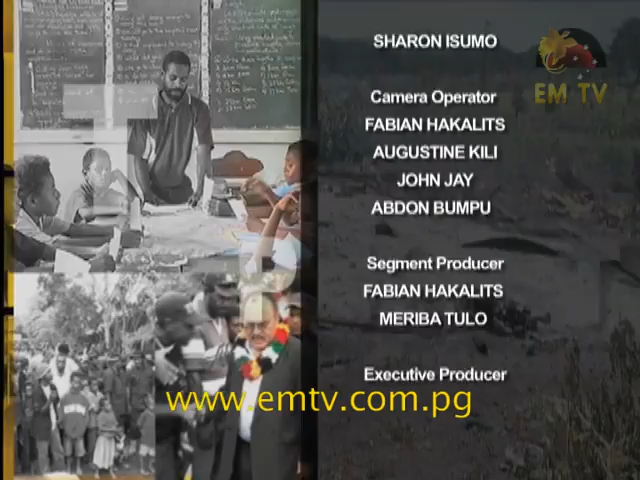 SHARON ISUMO
EM TV
Camera Operator
FABIAN HAKALITS
AUGUSTINE KILI
JOHN JAY
ABDON BUMPU
Segment Producer
FABIAN HAKALITS
MERIBA TULO
Executive Producer
www.emtv.com.pg